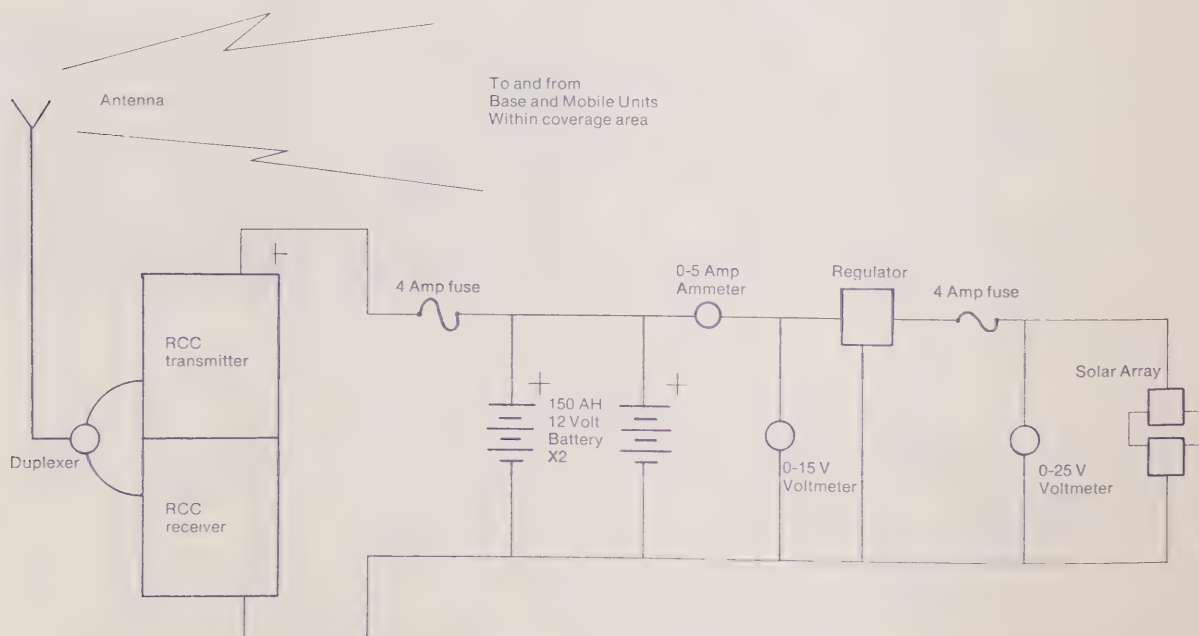 Antenna
To and from
Base and Mobile Units
Within coverage area
+
4 Amp fuse
0-5 Amp
Ammeter
Regulator
4 Amp fuse
RCC
transmitter
Solar Array
+
150 AH
12 Volt
Battery
X2
+
Duplexer
0-15 V
Voltmeter
0-25 V
Voltmeter
RCC
receiver